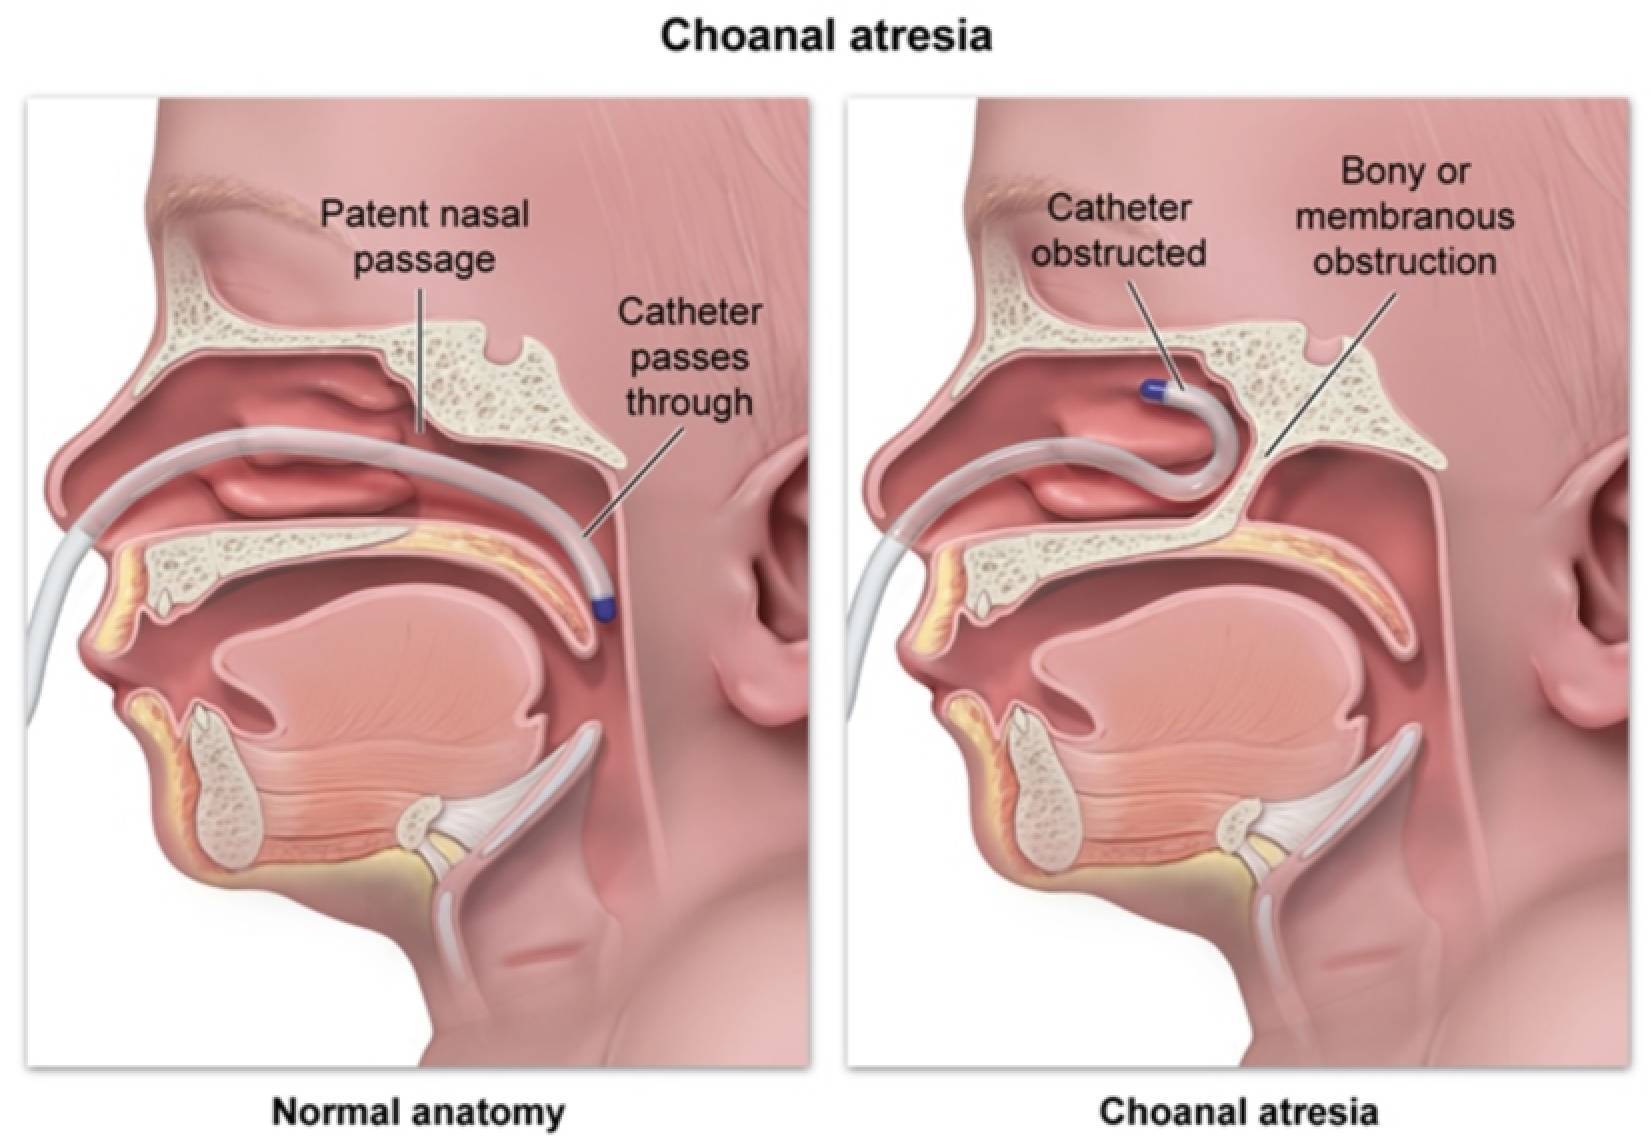 Choanal atresia
Patent nasal
passage
Catheter
passes
through
Catheter
obstructed
Bony or
membranous
obstruction
Normal anatomy
Choanal atresia